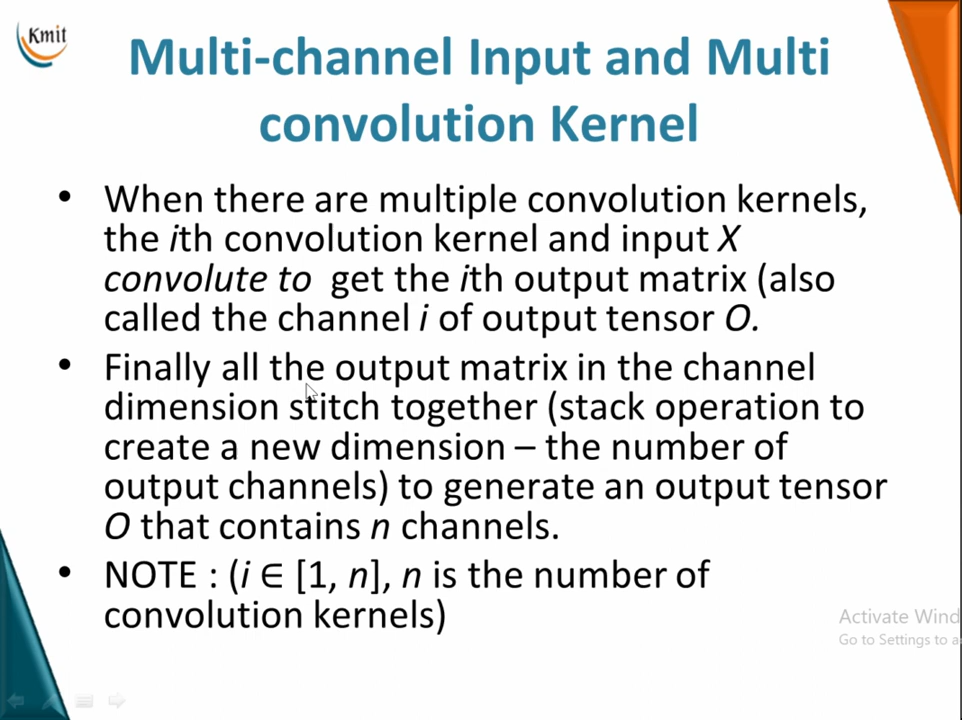 Kmit
Multi-channel Input and Multi
convolution Kernel
• When there are multiple convolution kernels,
the ith convolution kernel and input X
convolute to get the ith output matrix (also
called the channel i of output tensor O.
• Finally all the output matrix in the channel
dimension stitch together (stack operation to
create a new dimension – the number of
output channels) to generate an output tensor
O that contains n channels.
• NOTE : (i ∈ [1, n], n is the number of
convolution kernels)
Activate Wind
Go to Settings to a